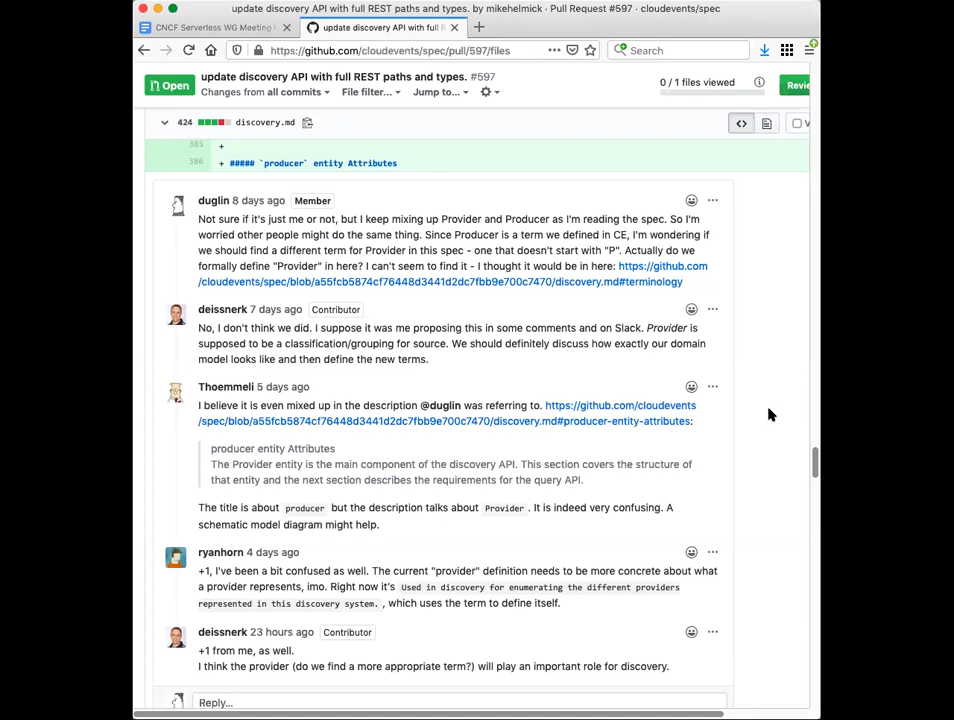 update discovery API with full REST paths and types. by mikehelmick · Pull Request #597 · cloudevents/spec
CNCF Serverless WG Meeting
update discovery API with full R
https://github.com/cloudevents/spec/pull/597/files
Search
Open
update discovery API with full REST paths and types. #597
Changes from all commits
File filter...
Jump to...
0 / 1 files viewed
Revie
424
discovery.md
V
385 +
386 + ##### `producer` entity Attributes
duglin 8 days ago Member
Not sure if it's just me or not, but I keep mixing up Provider and Producer as I'm reading the spec. So I'm
worried other people might do the same thing. Since Producer is a term we defined in CE, I'm wondering if
we should find a different term for Provider in this spec - one that doesn't start with "P". Actually do we
formally define "Provider" in here? I can't seem to find it - I thought it would be in here: https://github.com
/cloudevents/spec/blob/a55fcb5874cf76448d3441d2dc7fbb9e700c7470/discovery.md#terminology
deissnerk 7 days ago Contributor
No, I don't think we did. I suppose it was me proposing this in some comments and on Slack. Provider is
supposed to be a classification/grouping for source. We should definitely discuss how exactly our domain
model looks like and then define the new terms.
Thoemmeli 5 days ago
I believe it is even mixed up in the description @duglin was referring to. https://github.com/cloudevents
/spec/blob/a55fcb5874cf76448d3441d2dc7fbb9e700c7470/discovery.md#producer-entity-attributes:
producer entity Attributes
The Provider entity is the main component of the discovery API. This section covers the structure of
that entity and the next section describes the requirements for the query API.
The title is about producer but the description talks about Provider . It is indeed very confusing. A
schematic model diagram might help.
ryanhorn 4 days ago
+1, I've been a bit confused as well. The current "provider" definition needs to be more concrete about what
a provider represents, imo. Right now it's Used in discovery for enumerating the different providers
represented in this discovery system. , which uses the term to define itself.
deissnerk 23 hours ago Contributor
+1 from me, as well.
I think the provider (do we find a more appropriate term?) will play an important role for discovery.
Reply...